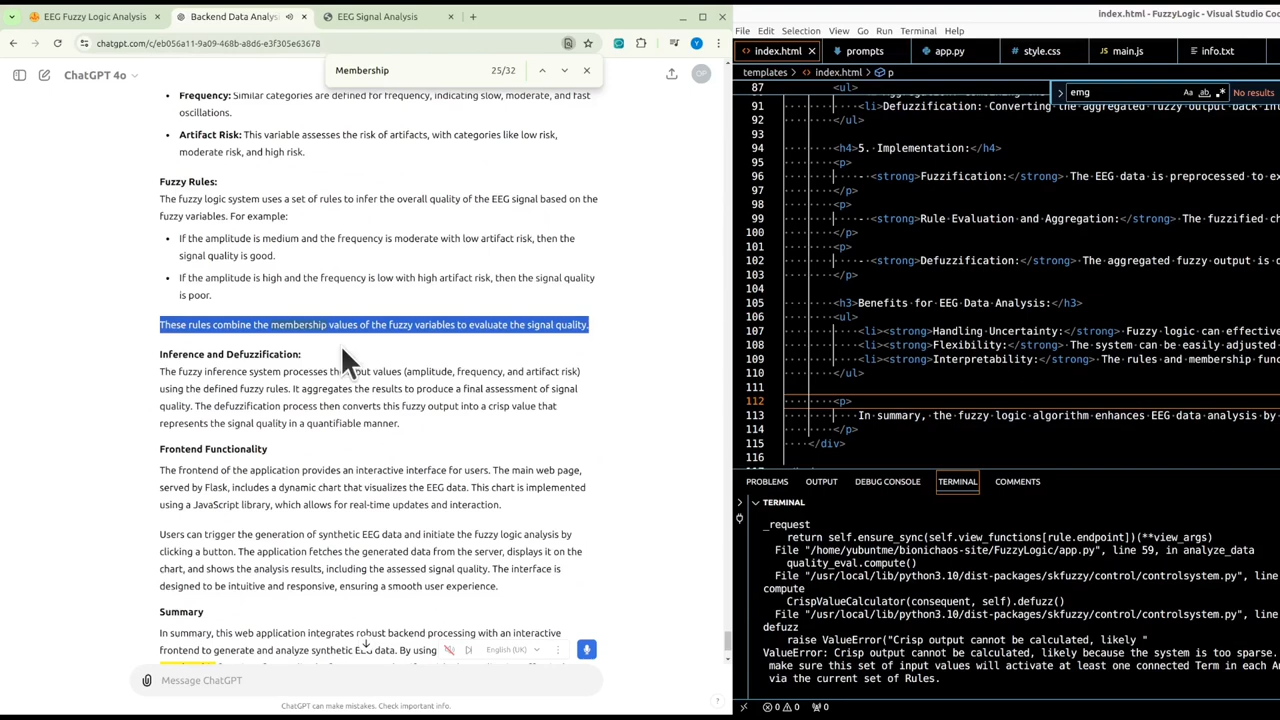 EEG Fuzzy Logic Analysis
Backend Data Analys
EEG Signal Analysis
chatgpt.com/c/eb056a11-9a09-468b-a8d6-e3f305e63678
ChatGPT 4o
Membership
25/32
OP
Y
Frequency: Similar categories are defined for frequency, indicating slow, moderate, and fast
oscillations.
Artifact Risk: This variable assesses the risk of artifacts, with categories like low risk,
moderate risk, and high risk.
Fuzzy Rules:
The fuzzy logic system uses a set of rules to infer the overall quality of the EEG signal based on the
fuzzy variables. For example:
If the amplitude is medium and the frequency is moderate with low artifact risk, then the
signal quality is good.
If the amplitude is high and the frequency is low with high artifact risk, then the signal quality
is poor.
These rules combine the membership values of the fuzzy variables to evaluate the signal quality.
Inference and Defuzzification:
The fuzzy inference system processes the input values (amplitude, frequency, and artifact risk)
using the defined fuzzy rules. It aggregates the results to produce a final assessment of signal
quality. The defuzzification process then converts this fuzzy output into a crisp value that
represents the signal quality in a quantifiable manner.
Frontend Functionality
The frontend of the application provides an interactive interface for users. The main web page,
served by Flask, includes a dynamic chart that visualizes the EEG data. This chart is implemented
using a JavaScript library, which allows for real-time updates and interaction.
Users can trigger the generation of synthetic EEG data and initiate the fuzzy logic analysis by
clicking a button. The application fetches the generated data from the server, displays it on the
chart, and shows the analysis results, including the assessed signal quality. The interface is
designed to be intuitive and responsive, ensuring a smooth user experience.
Summary
In summary, this web application integrates robust backend processing with an interactive
frontend to generate and analyze synthetic EEG data. By using
English (UK)
Message ChatGPT
ChatGPT can make mistakes. Check important info.
?
index.html - FuzzyLogic - Visual Studio Co
File Edit Selection View Go Run Terminal Help
index.html prompts app.py style.css main.js info.txt
templates > index.html > p
emg
Aa ab .*
No results
87 <ul>
91 <li>Defuzzification: Converting the aggregated fuzzy output back in
92 </ul>
93
94 <h4>5. Implementation:</h4>
95 <p>
96 - <strong>Fuzzification:</strong> The EEG data is preprocessed to ex
97 </p>
98 <p>
99 - <strong>Rule Evaluation and Aggregation:</strong> The fuzzified ch
100 </p>
101 <p>
102 - <strong>Defuzzification:</strong> The aggregated fuzzy output is d
103 </p>
104
105 <h3>Benefits for EEG Data Analysis:</h3>
106 <ul>
107 <li><strong>Handling Uncertainty:</strong> Fuzzy logic can effective
108 <li><strong>Flexibility:</strong> The system can be easily adjusted
109 <li><strong>Interpretability:</strong> The rules and membership func
110 </ul>
111
112 <p>
113 In summary, the fuzzy logic algorithm enhances EEG data analysis by
114 </p>
115 </div>
116
PROBLEMS OUTPUT DEBUG CONSOLE TERMINAL COMMENTS
TERMINAL
_request
return self.ensure_sync(self.view_functions[rule.endpoint])(**view_args)
File "/home/yubuntme/bionichaos-site/FuzzyLogic/app.py", line 59, in analyze_data
quality_eval.compute()
File "/usr/local/lib/python3.10/dist-packages/skfuzzy/control/controlsystem.py", line
compute
CrispValueCalculator(consequent, self).defuzz()
File "/usr/local/lib/python3.10/dist-packages/skfuzzy/control/controlsystem.py", line
defuzz
raise ValueError("Crisp output cannot be calculated, likely "
ValueError: Crisp output cannot be calculated, likely because the system is too sparse.
make sure this set of input values will activate at least one connected Term in each A
via the current set of Rules.
0 0 0